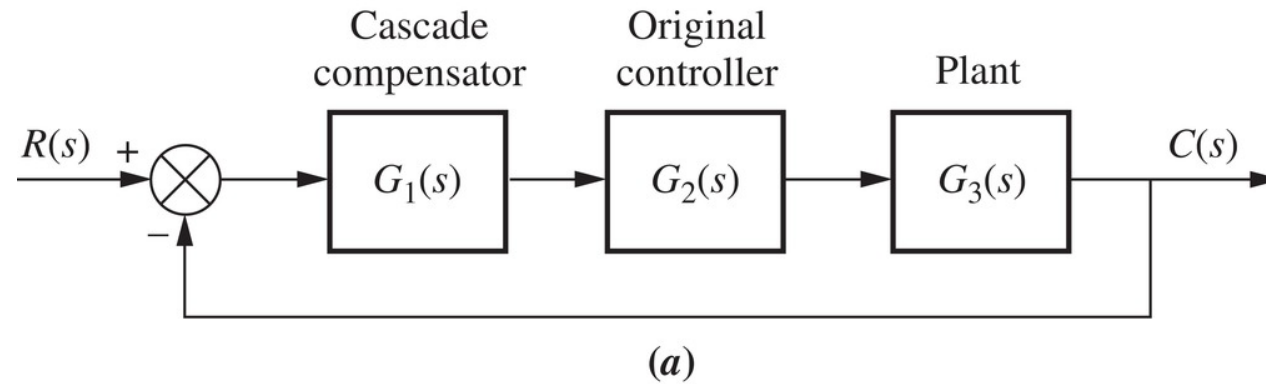 Cascade
compensator
Original
controller
Plant
R(s)
+
−
G₁(s)
G₂(s)
G₃(s)
C(s)
(a)